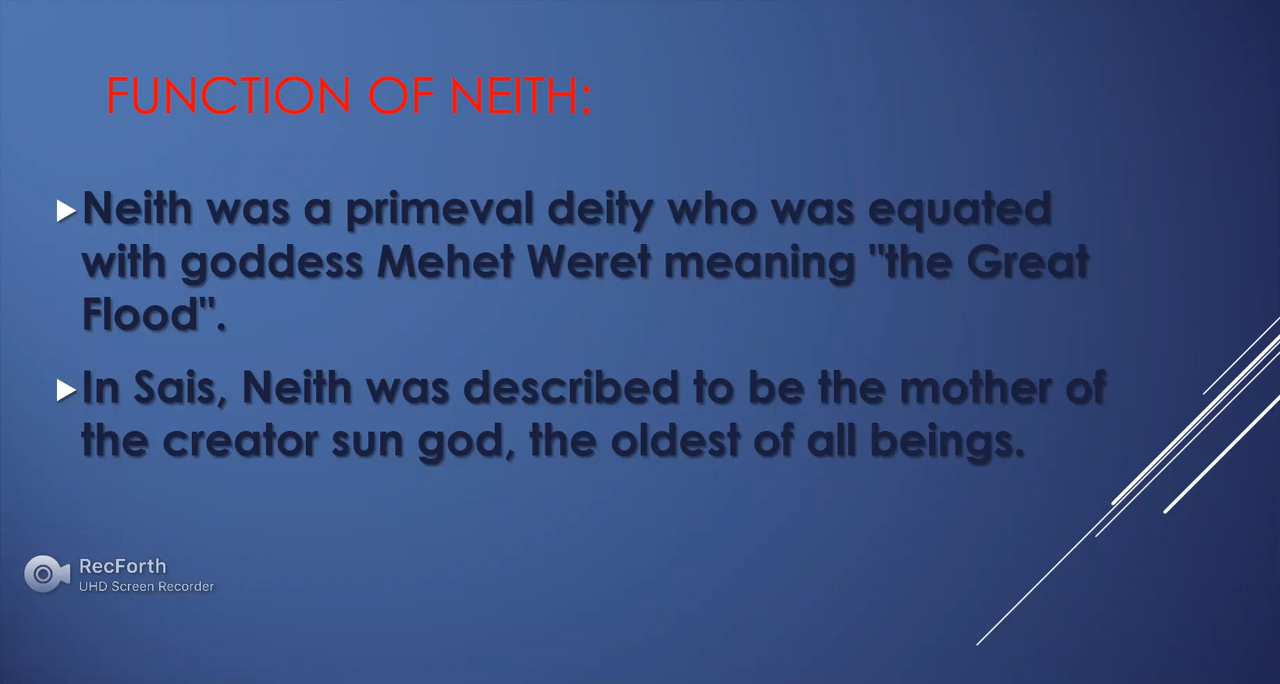 FUNCTION OF NEITH:
Neith was a primeval deity who was equated
with goddess Mehet Weret meaning "the Great
Flood".
In Sais, Neith was described to be the mother of
the creator sun god, the oldest of all beings.
RecForth
UHD Screen Recorder